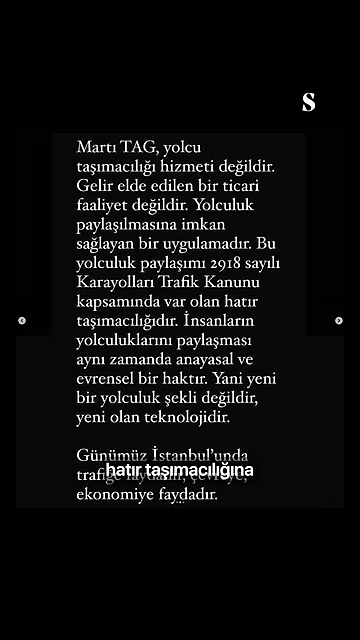 S
Martı TAG, yolcu
taşımacılığı hizmeti değildir.
Gelir elde edilen bir ticari
faaliyet değildir. Yolculuk
paylaşılmasına imkan
sağlayan bir uygulamadır. Bu
yolculuk paylaşımı 2918 sayılı
Karayolları Trafik Kanunu
kapsamında var olan hatır
taşımacılığıdır. İnsanların
yolculuklarını paylaşması
aynı zamanda anayasal ve
evrensel bir haktır. Yani yeni
bir yolculuk şekli değildir,
yeni olan teknolojidir.
Günümüz İstanbul’unda
hatır taşımacılığına
trafiğe faydalı, çevreye,
ekonomiye faydadır.